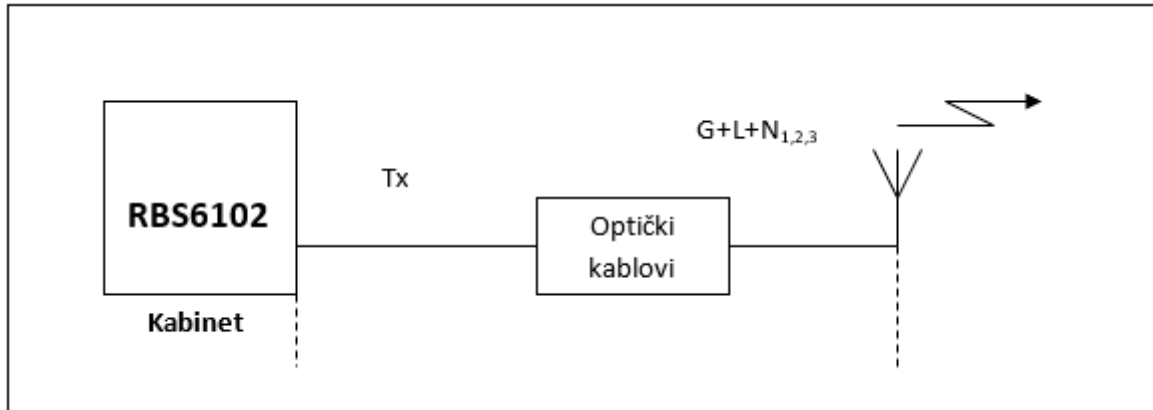 G+L+N1,2,3
Tx
RBS6102
Optički
kablovi
Kabinet